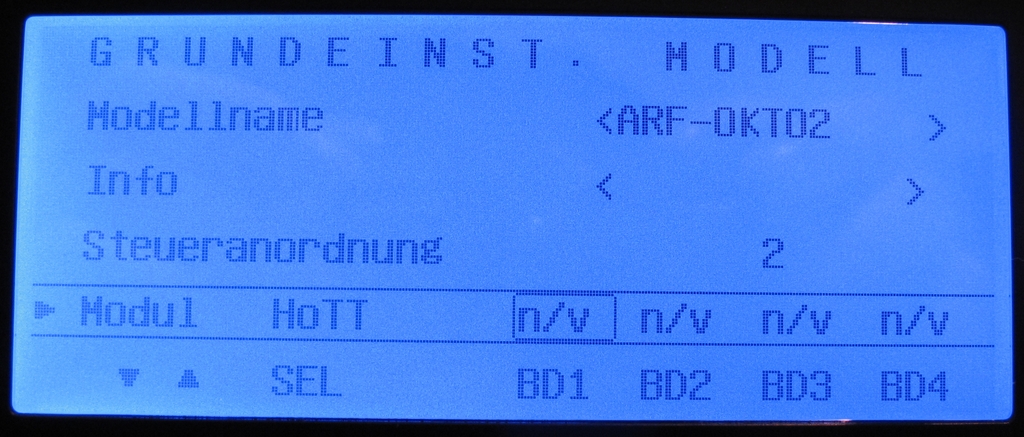 GRUNDEINST. MODELL
Modellname <ARF-OKTO2 >
Info < >
Steueranordnung 2
► Modul HoTT n/v n/v n/v n/v
▼ ▲ SEL BD1 BD2 BD3 BD4